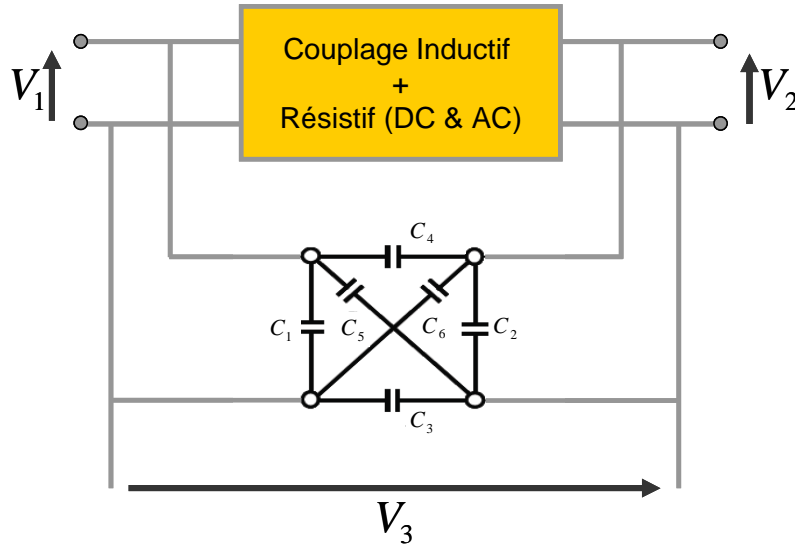 Couplage Inductif
+
Résistif (DC & AC)
V1
V2
C4
C1
C5
C6
C2
C3
V3